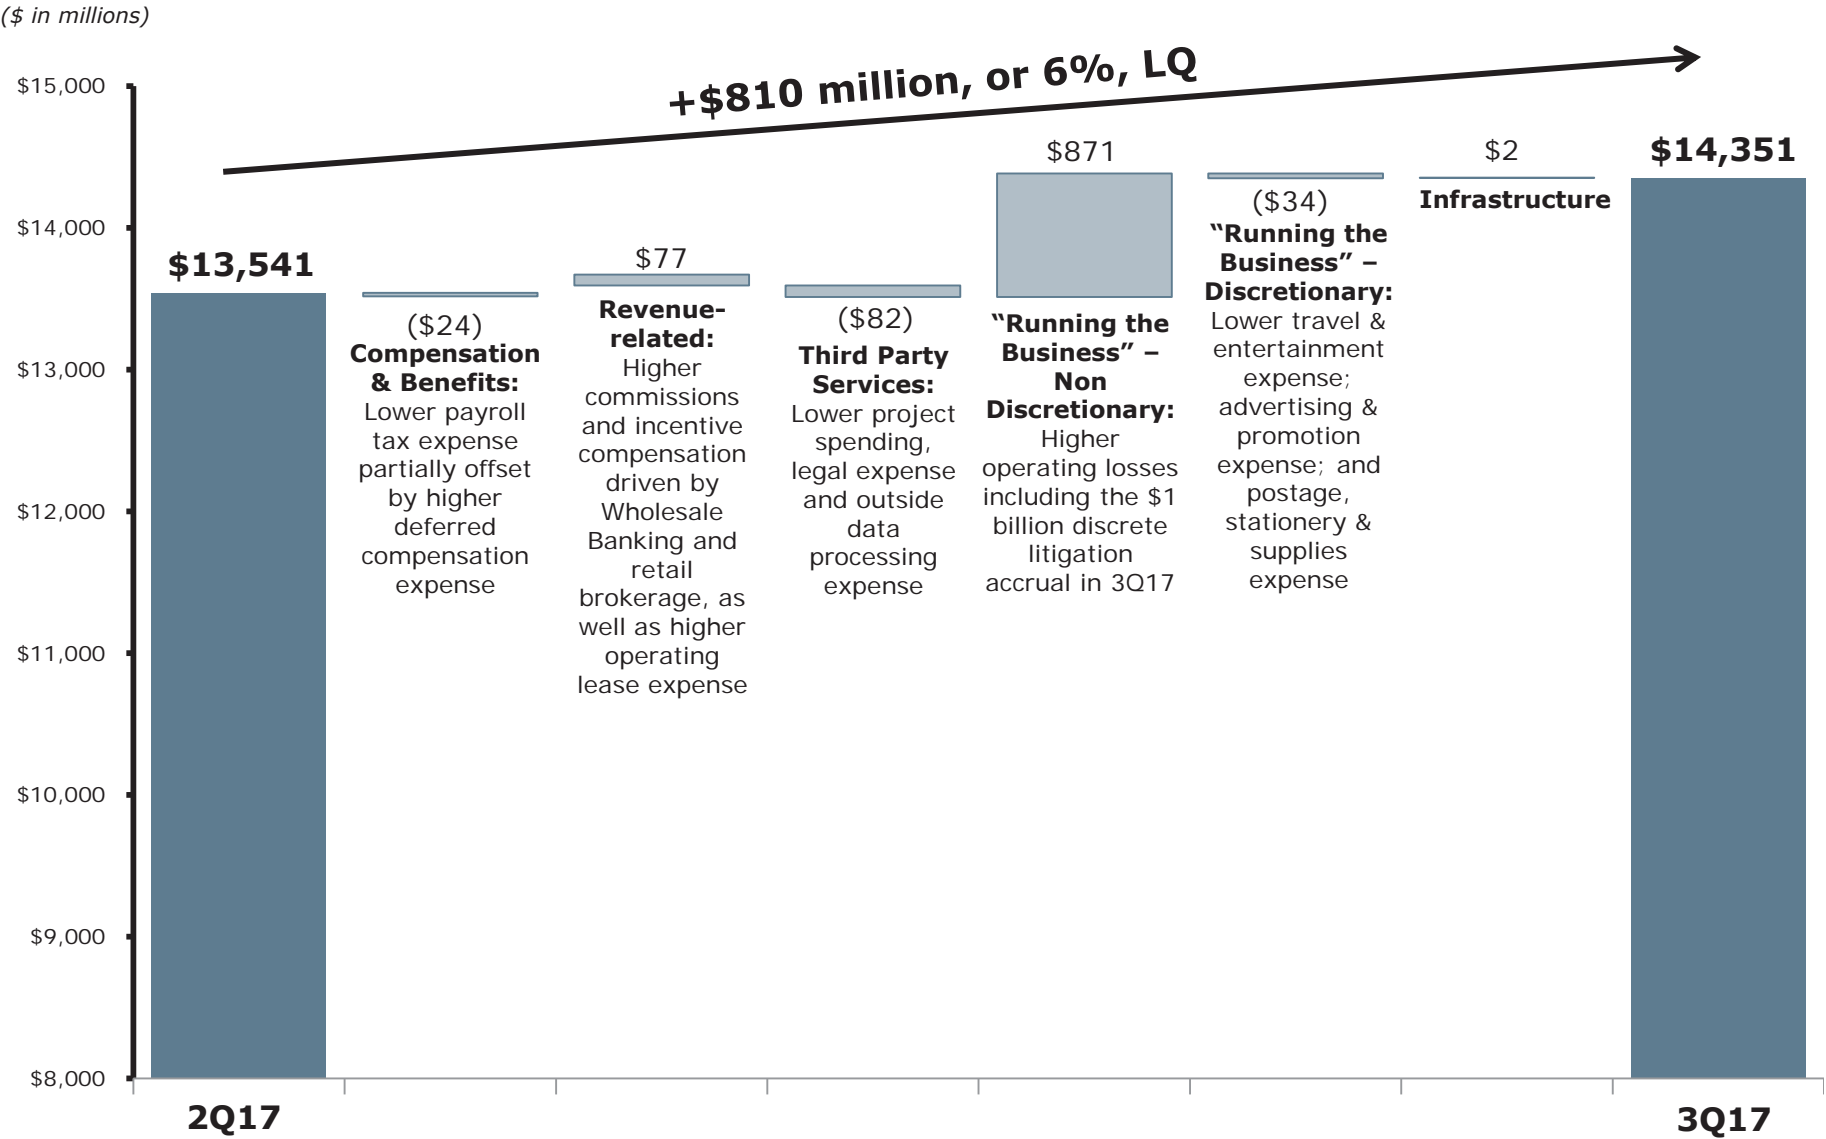 ($ in millions)
+$810 million, or 6%, LQ
$15,000
$14,000
$13,000
$12,000
$11,000
$10,000
$9,000
$8,000
$13,541
($24)
Compensation
& Benefits:
Lower payroll
tax expense
partially offset
by higher
deferred
compensation
expense
$77
Revenue-
related:
Higher
commissions
and incentive
compensation
driven by
Wholesale
Banking and
retail
brokerage, as
well as higher
operating
lease expense
($82)
Third Party
Services:
Lower project
spending,
legal expense
and outside
data
processing
expense
$871
“Running the
Business” –
Non
Discretionary:
Higher
operating losses
including the $1
billion discrete
litigation
accrual in 3Q17
($34)
“Running the
Business” –
Discretionary:
Lower travel &
entertainment
expense;
advertising &
promotion
expense; and
postage,
stationery &
supplies
expense
$2
Infrastructure
$14,351
2Q17
3Q17